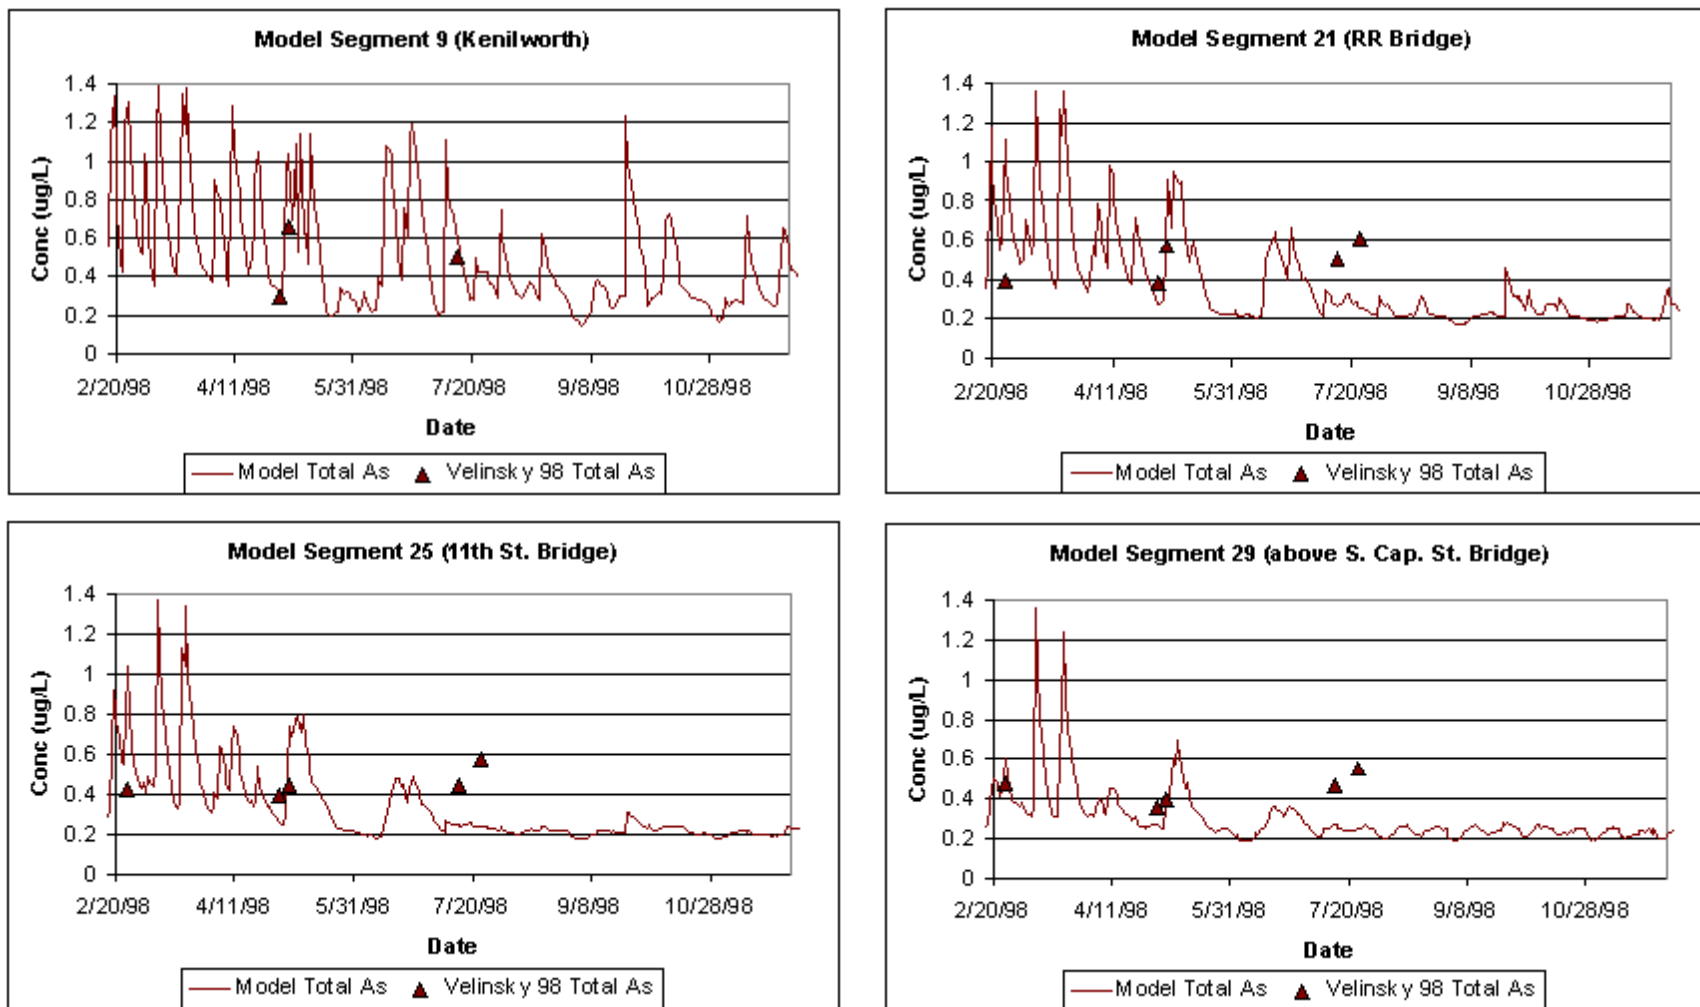 Model Segment 9 (Kenilworth)
Conc (ug/L)
1.4
1.2
1
0.8
0.6
0.4
0.2
0
2/20/98 4/11/98 5/31/98 7/20/98 9/8/98 10/28/98
Date
Model Total As Velinsky 98 Total As
Model Segment 21 (RR Bridge)
Conc (ug/L)
1.4
1.2
1
0.8
0.6
0.4
0.2
0
2/20/98 4/11/98 5/31/98 7/20/98 9/8/98 10/28/98
Date
Model Total As Velinsky 98 Total As
Model Segment 25 (11th St. Bridge)
Conc (ug/L)
1.4
1.2
1
0.8
0.6
0.4
0.2
0
2/20/98 4/11/98 5/31/98 7/20/98 9/8/98 10/28/98
Date
Model Total As Velinsky 98 Total As
Model Segment 29 (above S. Cap. St. Bridge)
Conc (ug/L)
1.4
1.2
1
0.8
0.6
0.4
0.2
0
2/20/98 4/11/98 5/31/98 7/20/98 9/8/98 10/28/98
Date
Model Total As Velinsky 98 Total As